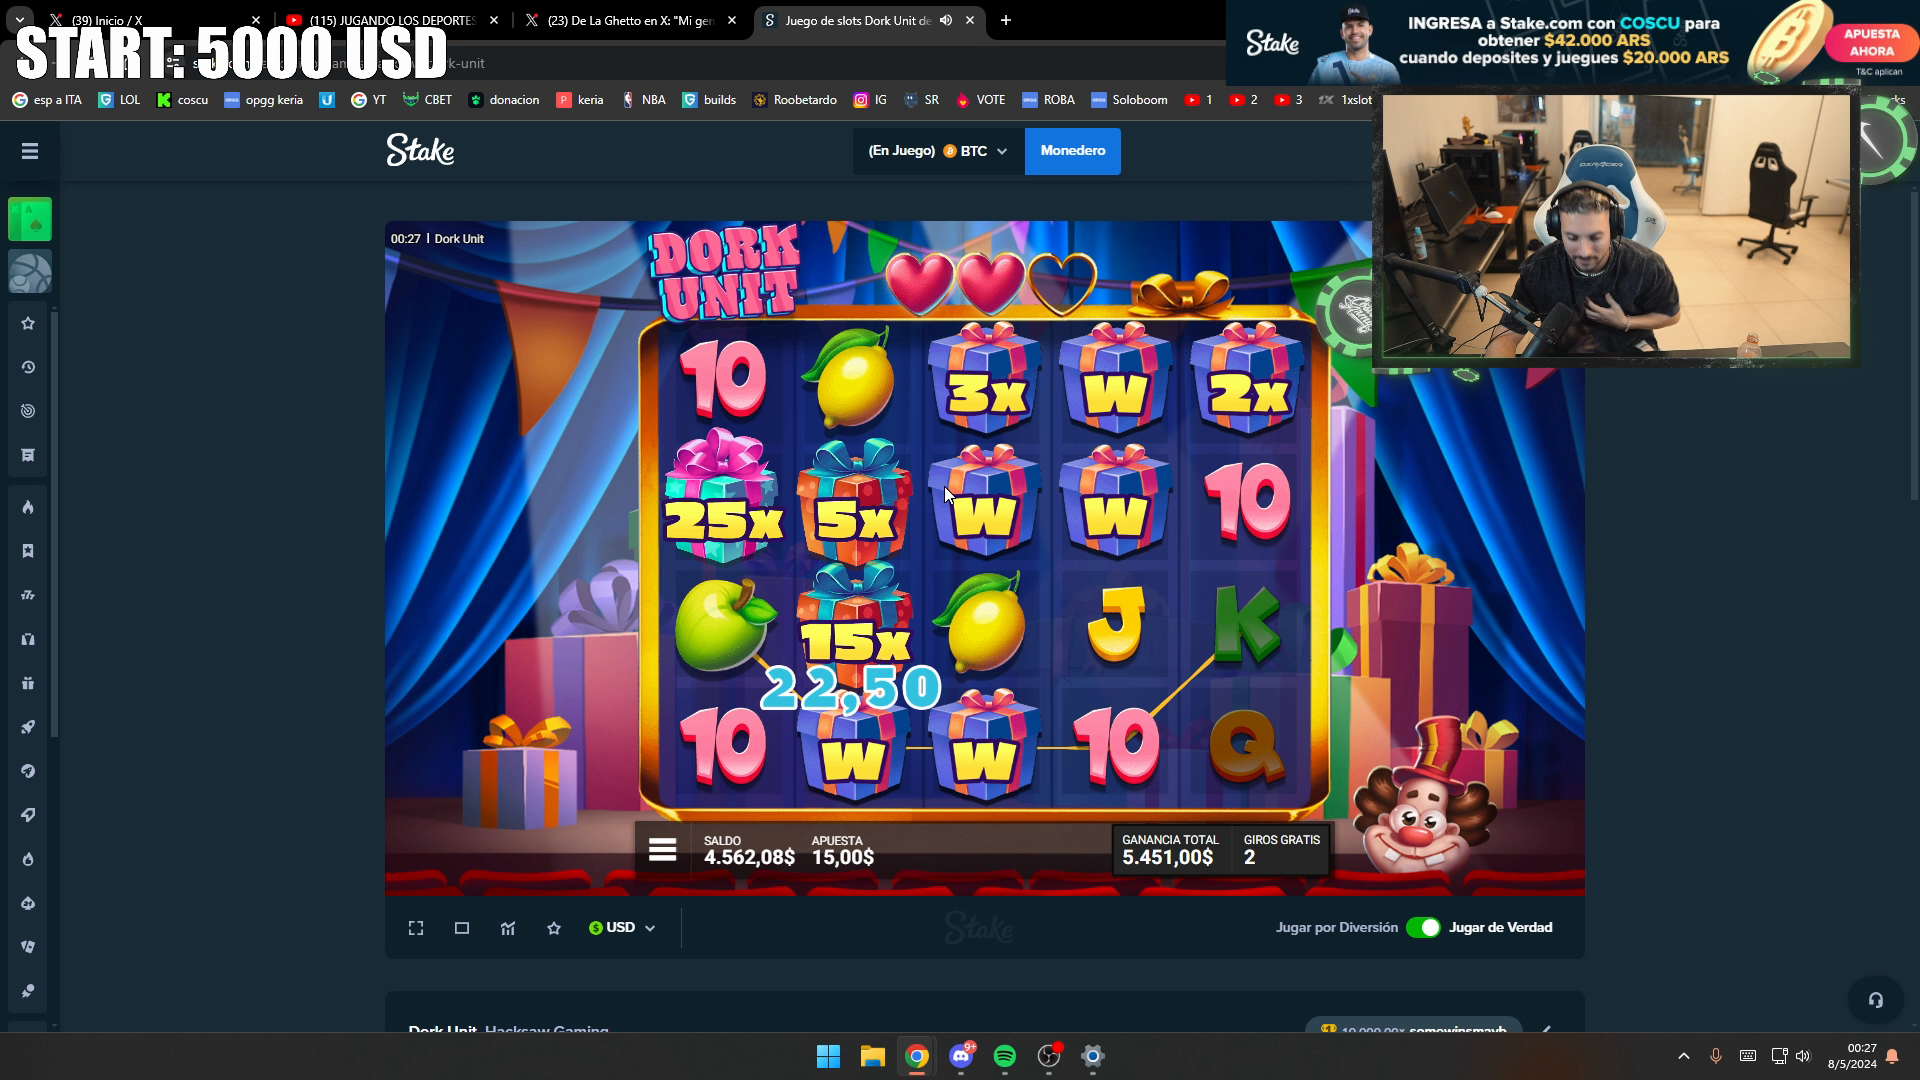 (39) Inicio / X
(115) JUGANDO LOS DEPORTES
(23) De La Ghetto en X: "Mi gen
Juego de slots Dork Unit de
START: 5000 USD
rk-unit
Stake
INGRESA a Stake.com con COSCU para
obtener $42.000 ARS
cuando deposites y juegues $20.000 ARS
APUESTA
AHORA
T&C aplican
esp a ITA
LOL
coscu
opgg keria
YT
CBET
donacion
keria
NBA
builds
Roobetardo
IG
SR
VOTE
ROBA
Soloboom
1
2
3
1xslot
Stake
(En Juego) BTC
Monedero
00:27 | Dork Unit
DORK
UNIT
10
3x
W
2x
25x
5x
W
W
10
15x
J
K
22,50
10
W
W
10
Q
SALDO
4.562,08$
APUESTA
15,00$
GANANCIA TOTAL
5.451,00$
GIROS GRATIS
2
USD
Stake
Jugar por Diversión
Jugar de Verdad
Dork Unit Hacksaw Gaming
10.000,00x somewinsmayb
9+
00:27
8/5/2024